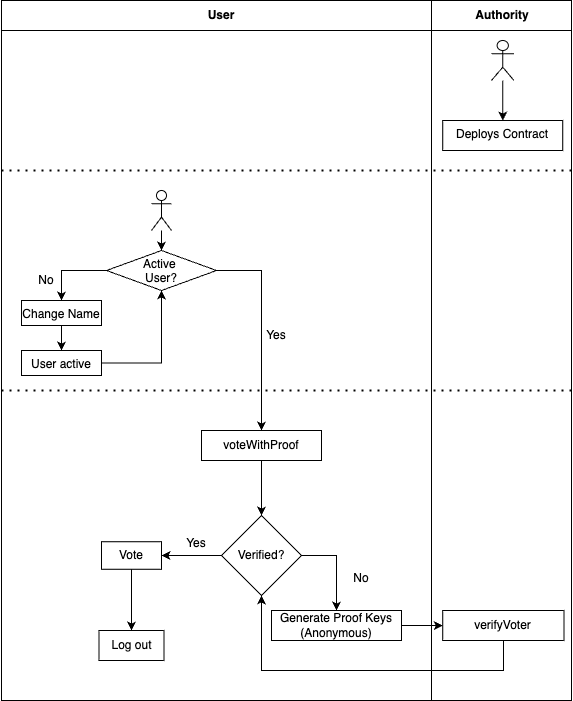 User
Authority
Deploys Contract
Active
User?
No
Change Name
Yes
User active
voteWithProof
Yes
Vote
Verified?
No
Generate Proof Keys
(Anonymous)
verifyVoter
Log out